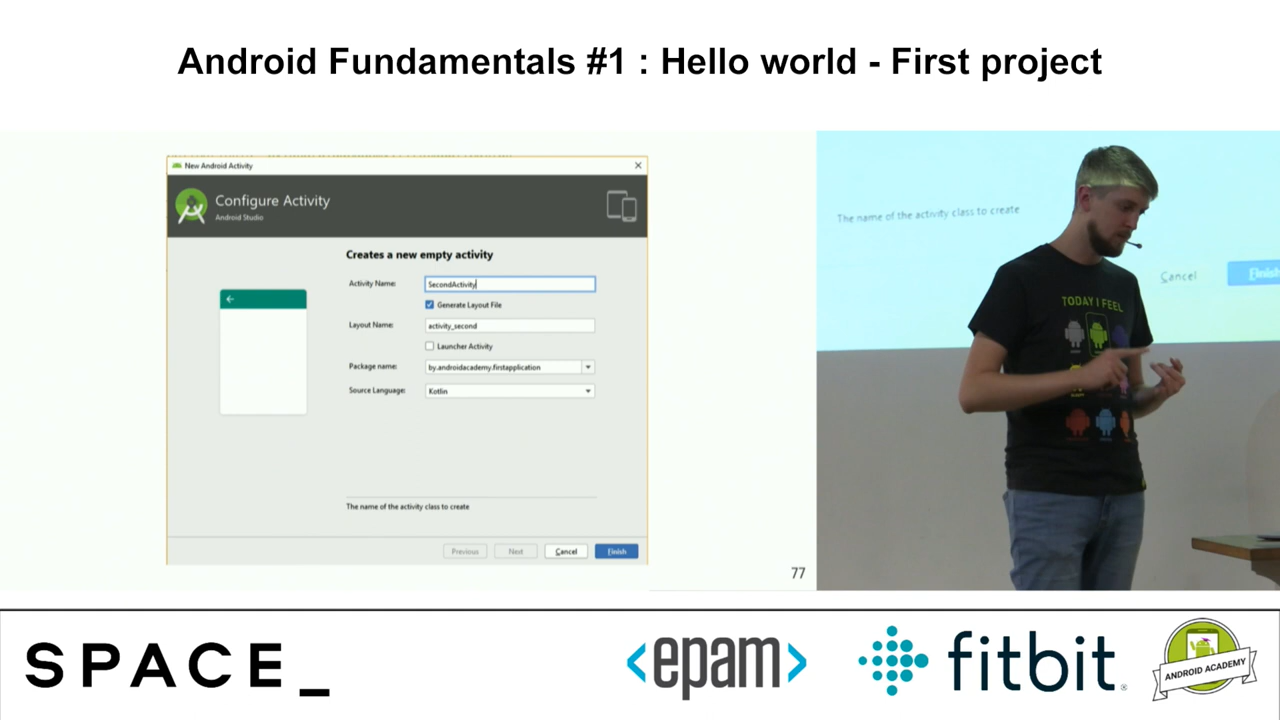 Android Fundamentals #1 : Hello world - First project
New Android Activity
Configure Activity
Android Studio
Creates a new empty activity
Activity Name: SecondActivity
Generate Layout File
Layout Name: activity_second
Launcher Activity
Package name: by.androidacademy.firstapplication
Source Language: Kotlin
The name of the activity class to create
Previous Next Cancel Finish
77
The name of the activity class to create
Cancel Finish
TODAY I FEEL
SPACE_
<epam>
fitbit
ANDROID ACADEMY